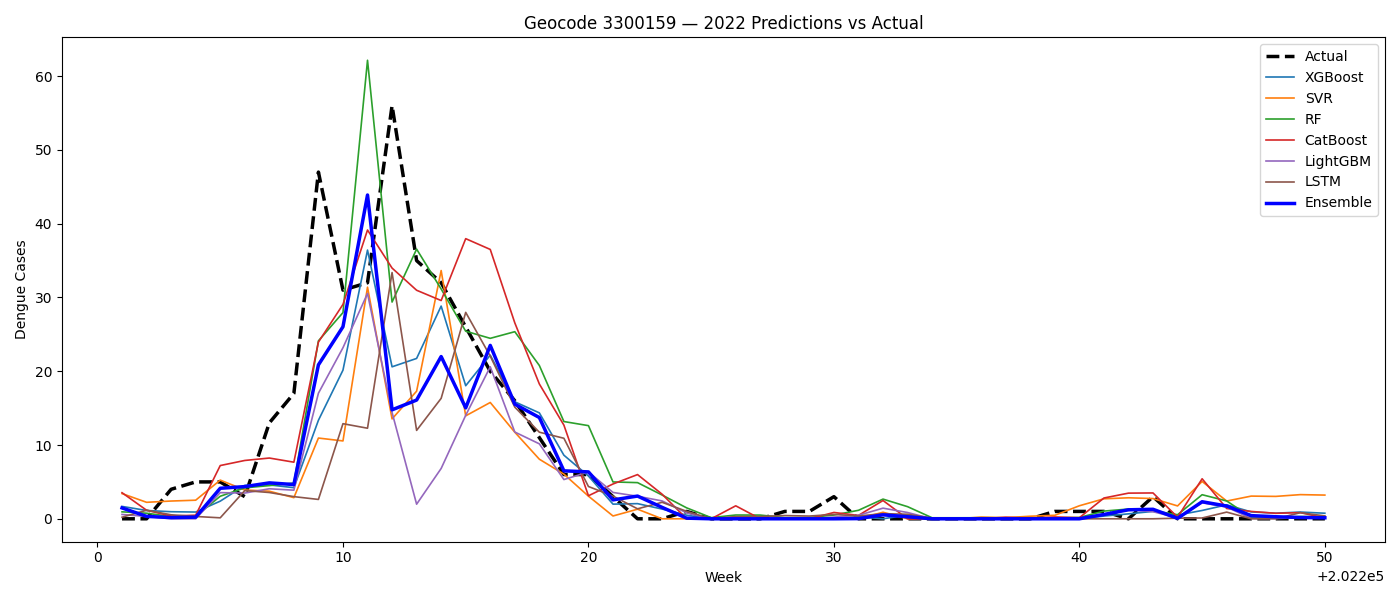 Geocode 3300159 — 2022 Predictions vs Actual
Dengue Cases
60
50
40
30
20
10
0
Actual
XGBoost
SVR
RF
CatBoost
LightGBM
LSTM
Ensemble
0
10
20
30
40
50
Week
+2.022e5